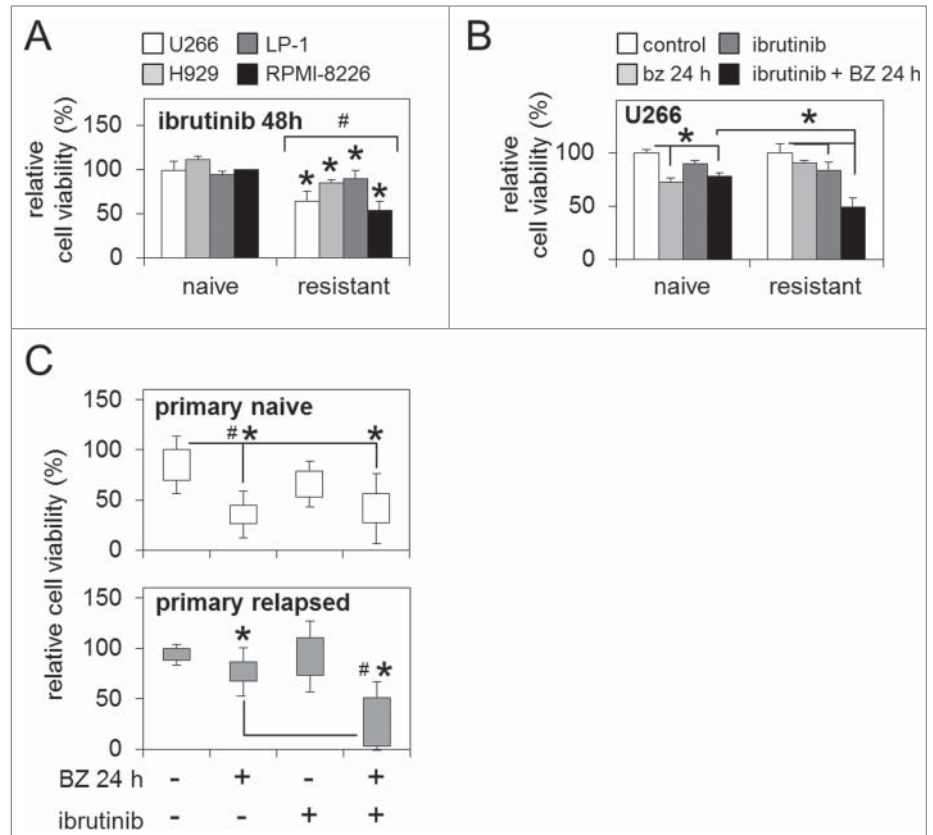 A
U266 LP-1
H929 RPMI-8226
relative
cell viability (%)
150
100
50
0
ibrutinib 48h
#
* * * *
naive resistant
B
control ibrutinib
bz 24 h ibrutinib + BZ 24 h
relative
cell viability (%)
100
50
0
U266
* *
naive resistant
C
relative cell viability (%)
150
100
50
0
primary naive
# * *
150
100
50
0
primary relapsed
*
# *
BZ 24 h - + - +
ibrutinib - - + +